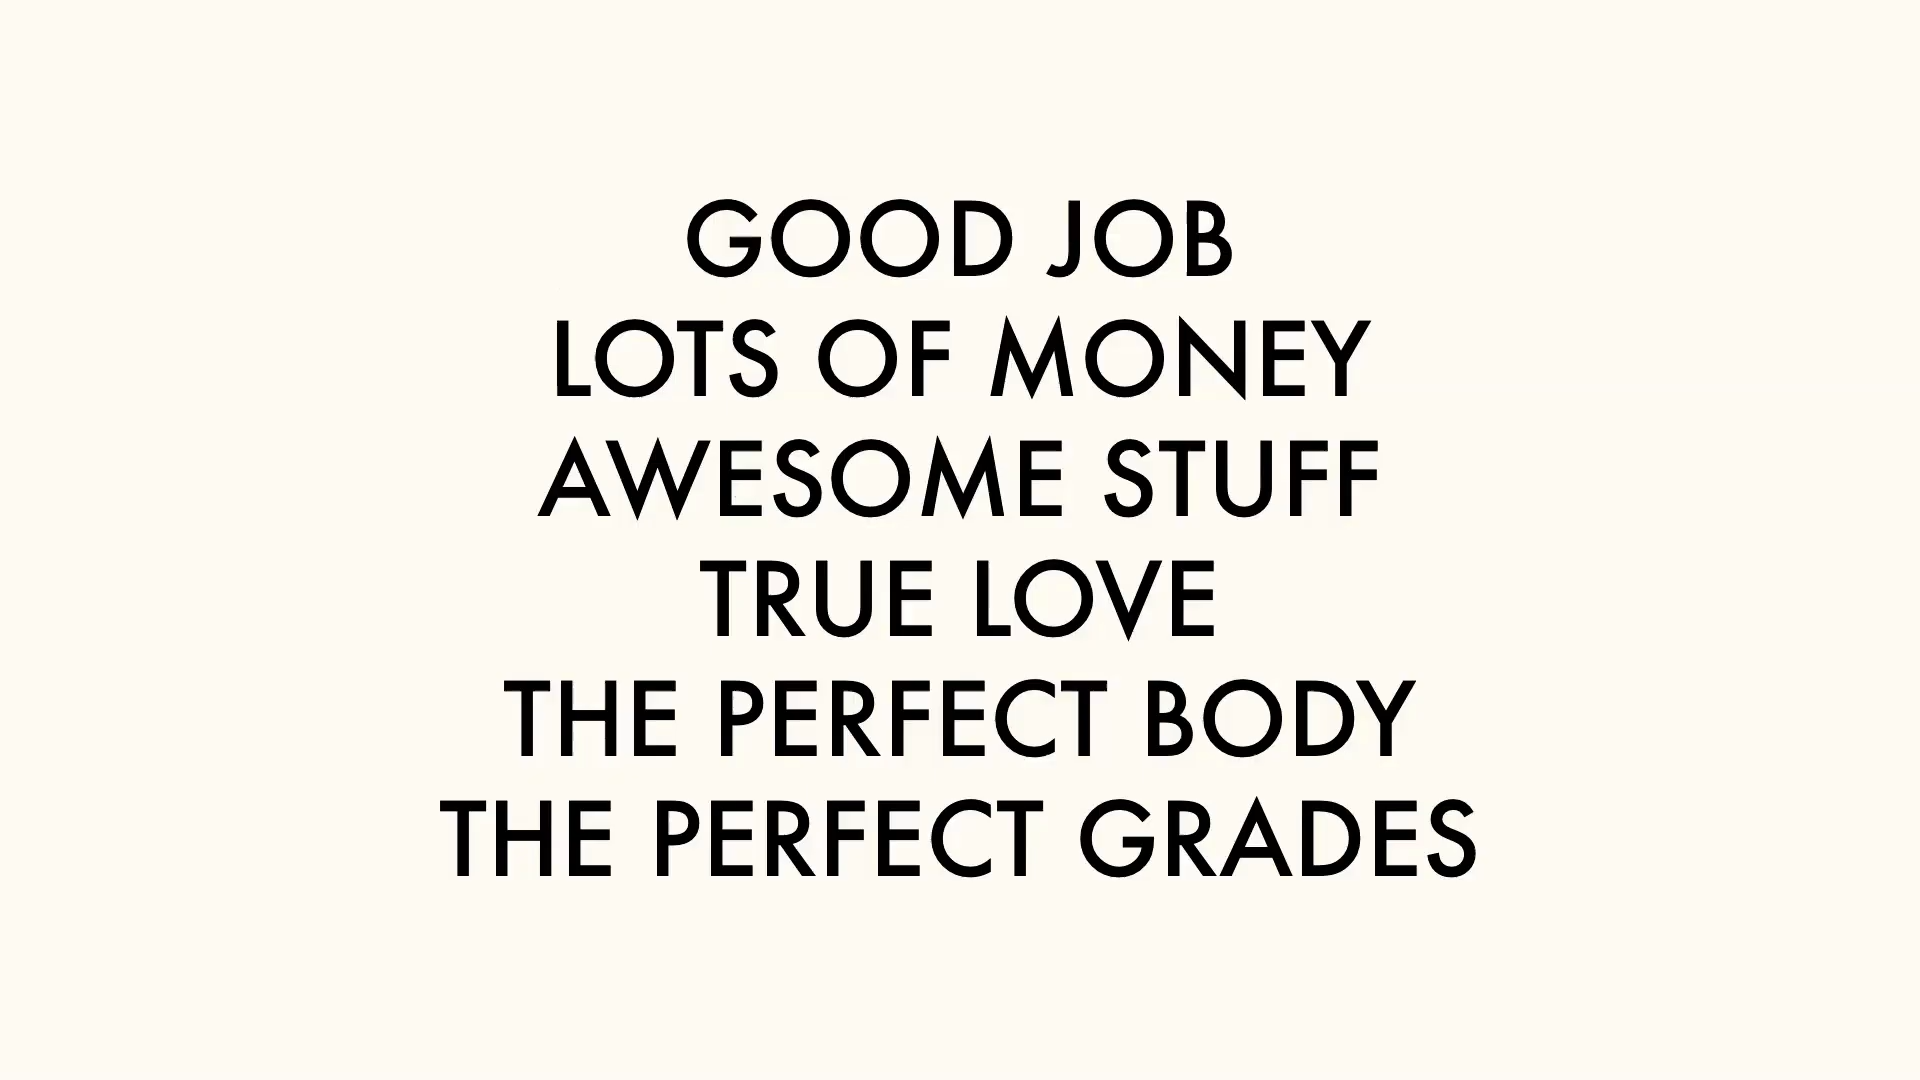 GOOD JOB
LOTS OF MONEY
AWESOME STUFF
TRUE LOVE
THE PERFECT BODY
THE PERFECT GRADES